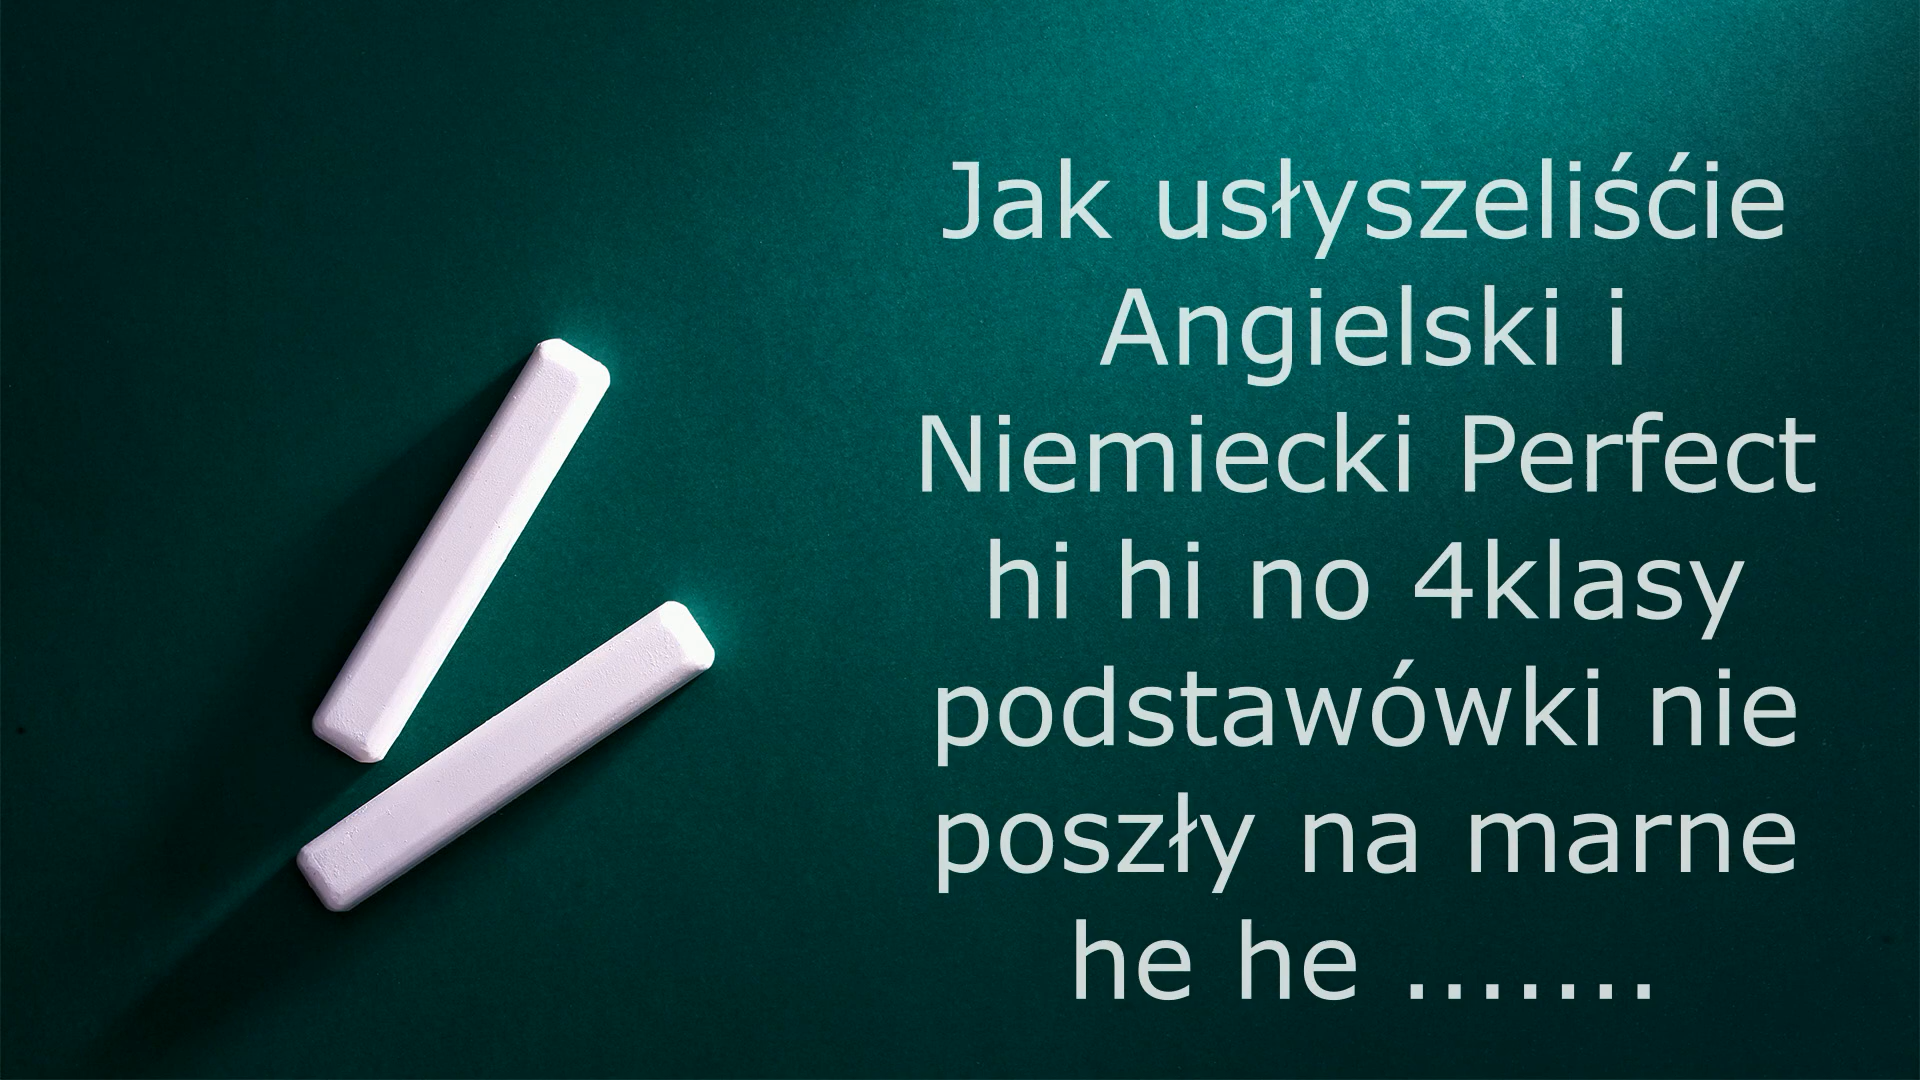 Jak usłyszeliśćie
Angielski i
Niemiecki Perfect
hi hi no 4klasy
podstawówki nie
poszły na marne
he he .......